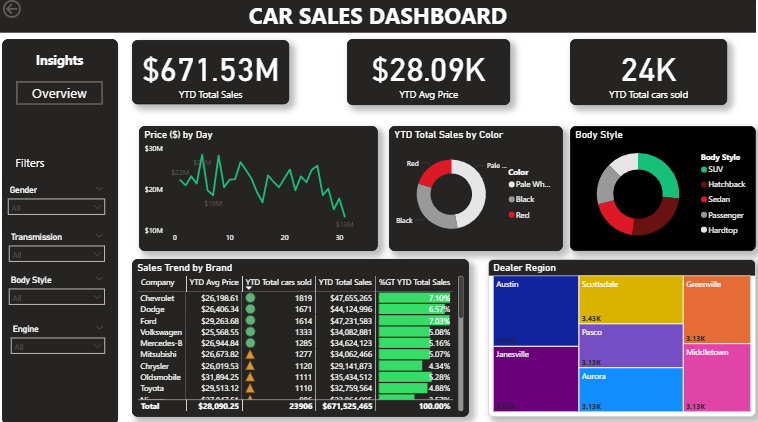 CAR SALES DASHBOARD
Insights
Overview
Filters
Gender
All
Transmission
All
Body Style
All
Engine
All
$671.53M
YTD Total Sales
$28.09K
YTD Avg Price
24K
YTD Total cars sold
Price ($) by Day
$30M
$20M
$10M
$22M
$19M
$13M
0 10 20 30
YTD Total Sales by Color
Red
Pale ...
Black
Color
Pale Wh...
Black
Red
Body Style
Body Style
SUV
Hatchback
Sedan
Passenger
Hardtop
Sales Trend by Brand
Company YTD Avg Price YTD Total cars sold YTD Total Sales %GT YTD Total Sales
Chevrolet $26,198.61 1819 $47,655,265 7.10%
Dodge $26,406.34 1671 $44,124,996 6.57%
Ford $29,263.68 1614 $47,231,583 7.03%
Volkswagen $25,568.55 1333 $34,082,881 5.08%
Mercedes-B $26,944.84 1285 $34,624,123 5.16%
Mitsubishi $26,673.82 1277 $34,062,466 5.07%
Chrysler $26,019.53 1120 $29,141,873 4.34%
Oldsmobile $31,894.25 1111 $35,434,512 5.28%
Toyota $29,513.12 1110 $32,759,564 4.88%
Total $28,090.25 23906 $671,525,465 100.00%
Dealer Region
Austin
Janesville
Scottsdale
3.43K
Pasco
3.13K
Aurora
3.13K
Greenville
3.13K
Middletown
3.13K